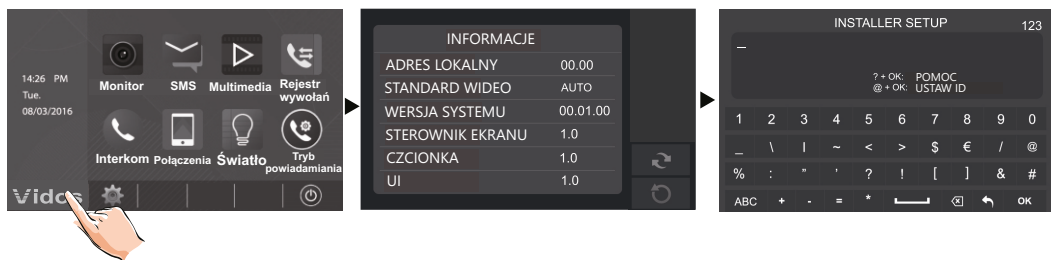 14:26 PM
Tue.
08/03/2016
Monitor
SMS
Multimedia
Rejestr
wywołań
Interkom
Połączenia
Światło
Tryb
powiadamiania
Vidos
INFORMACJE
ADRES LOKALNY 00.00
STANDARD WIDEO AUTO
WERSJA SYSTEMU 00.01.00
STEROWNIK EKRANU 1.0
CZCIONKA 1.0
UI 1.0
INSTALLER SETUP 123
_
? + OK: POMOC
@ + OK: USTAW ID
1 2 3 4 5 6 7 8 9 0
_ \ | ~ < > $ € / @
% : " ' ? ! [ ] & #
ABC + - = * OK